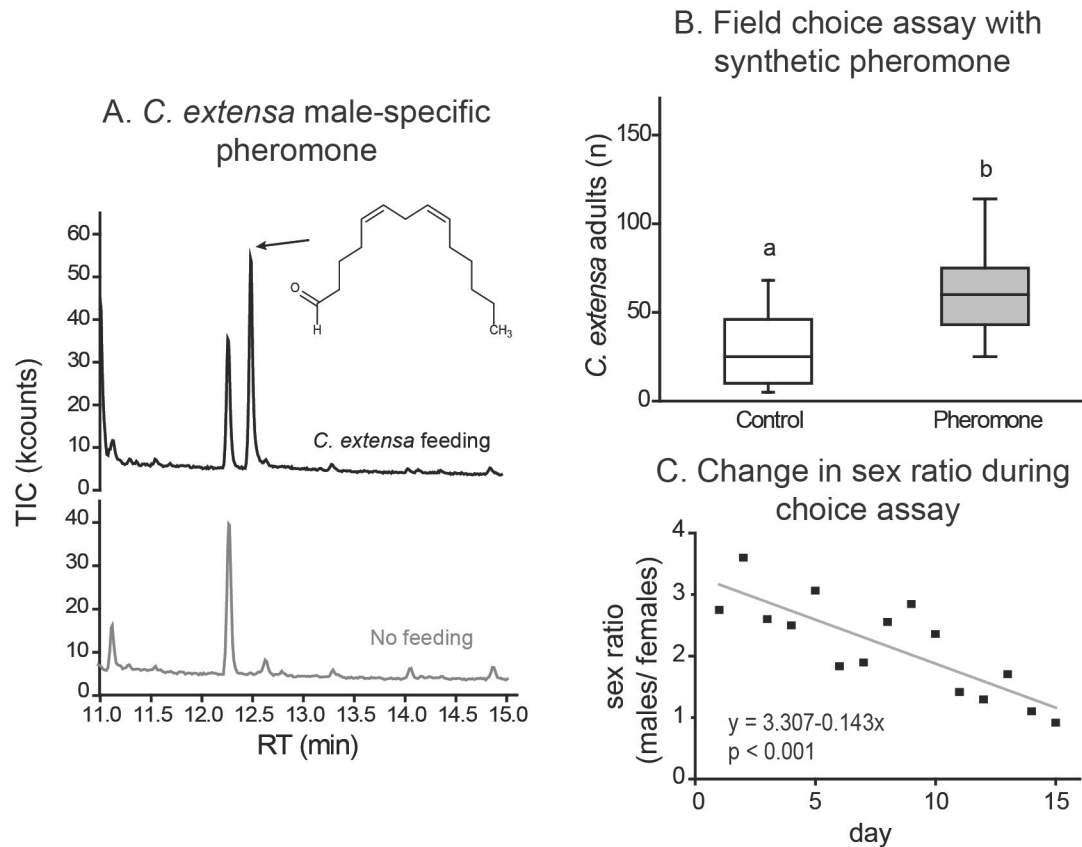 A. C. extensa male-specific
pheromone
TIC (kcounts)
60
50
40
30
20
10
0
O
H
CH3
C. extensa feeding
40
30
20
10
0
No feeding
11.0 11.5 12.0 12.5 13.0 13.5 14.0 14.5 15.0
RT (min)
B. Field choice assay with
synthetic pheromone
C. extensa adults (n)
150
100
50
0
a
b
Control Pheromone
C. Change in sex ratio during
choice assay
sex ratio
(males/ females)
4
3
2
1
0
y = 3.307-0.143x
p < 0.001
0 5 10 15
day